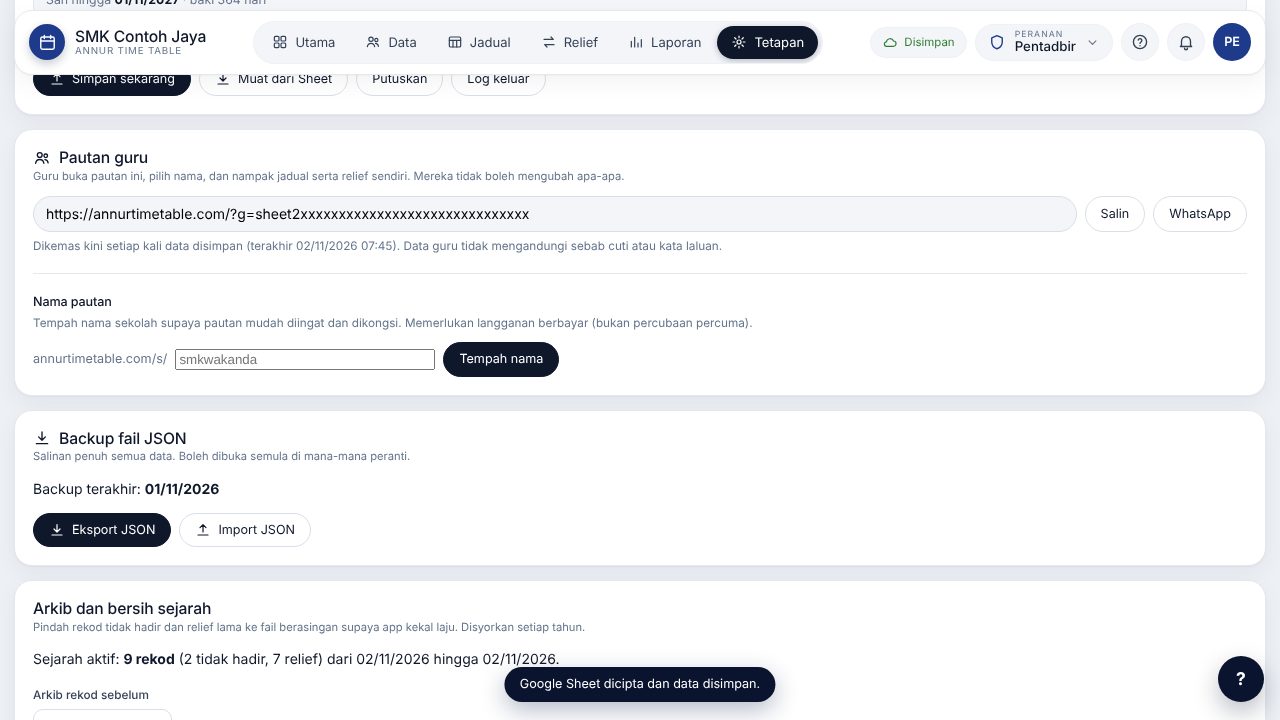 Sah hingga 01/11/2027 · baki 364 hari
SMK Contoh Jaya
ANNUR TIME TABLE
Utama
Data
Jadual
Relief
Laporan
Tetapan
Disimpan
PERANAN
Pentadbir
PE
Simpan sekarang
Muat dari Sheet
Putuskan
Log keluar
Pautan guru
Guru buka pautan ini, pilih nama, dan nampak jadual serta relief sendiri. Mereka tidak boleh mengubah apa-apa.
https://annurtimetable.com/?g=sheet2xxxxxxxxxxxxxxxxxxxxxxxxxxxxxx
Salin
WhatsApp
Dikemas kini setiap kali data disimpan (terakhir 02/11/2026 07:45). Data guru tidak mengandungi sebab cuti atau kata laluan.
Nama pautan
Tempah nama sekolah supaya pautan mudah diingat dan dikongsi. Memerlukan langganan berbayar (bukan percubaan percuma).
annurtimetable.com/s/
smkwakanda
Tempah nama
Backup fail JSON
Salinan penuh semua data. Boleh dibuka semula di mana-mana peranti.
Backup terakhir: 01/11/2026
Eksport JSON
Import JSON
Arkib dan bersih sejarah
Pindah rekod tidak hadir dan relief lama ke fail berasingan supaya app kekal laju. Disyorkan setiap tahun.
Sejarah aktif: 9 rekod (2 tidak hadir, 7 relief) dari 02/11/2026 hingga 02/11/2026.
Google Sheet dicipta dan data disimpan.
?
Arkib rekod sebelum